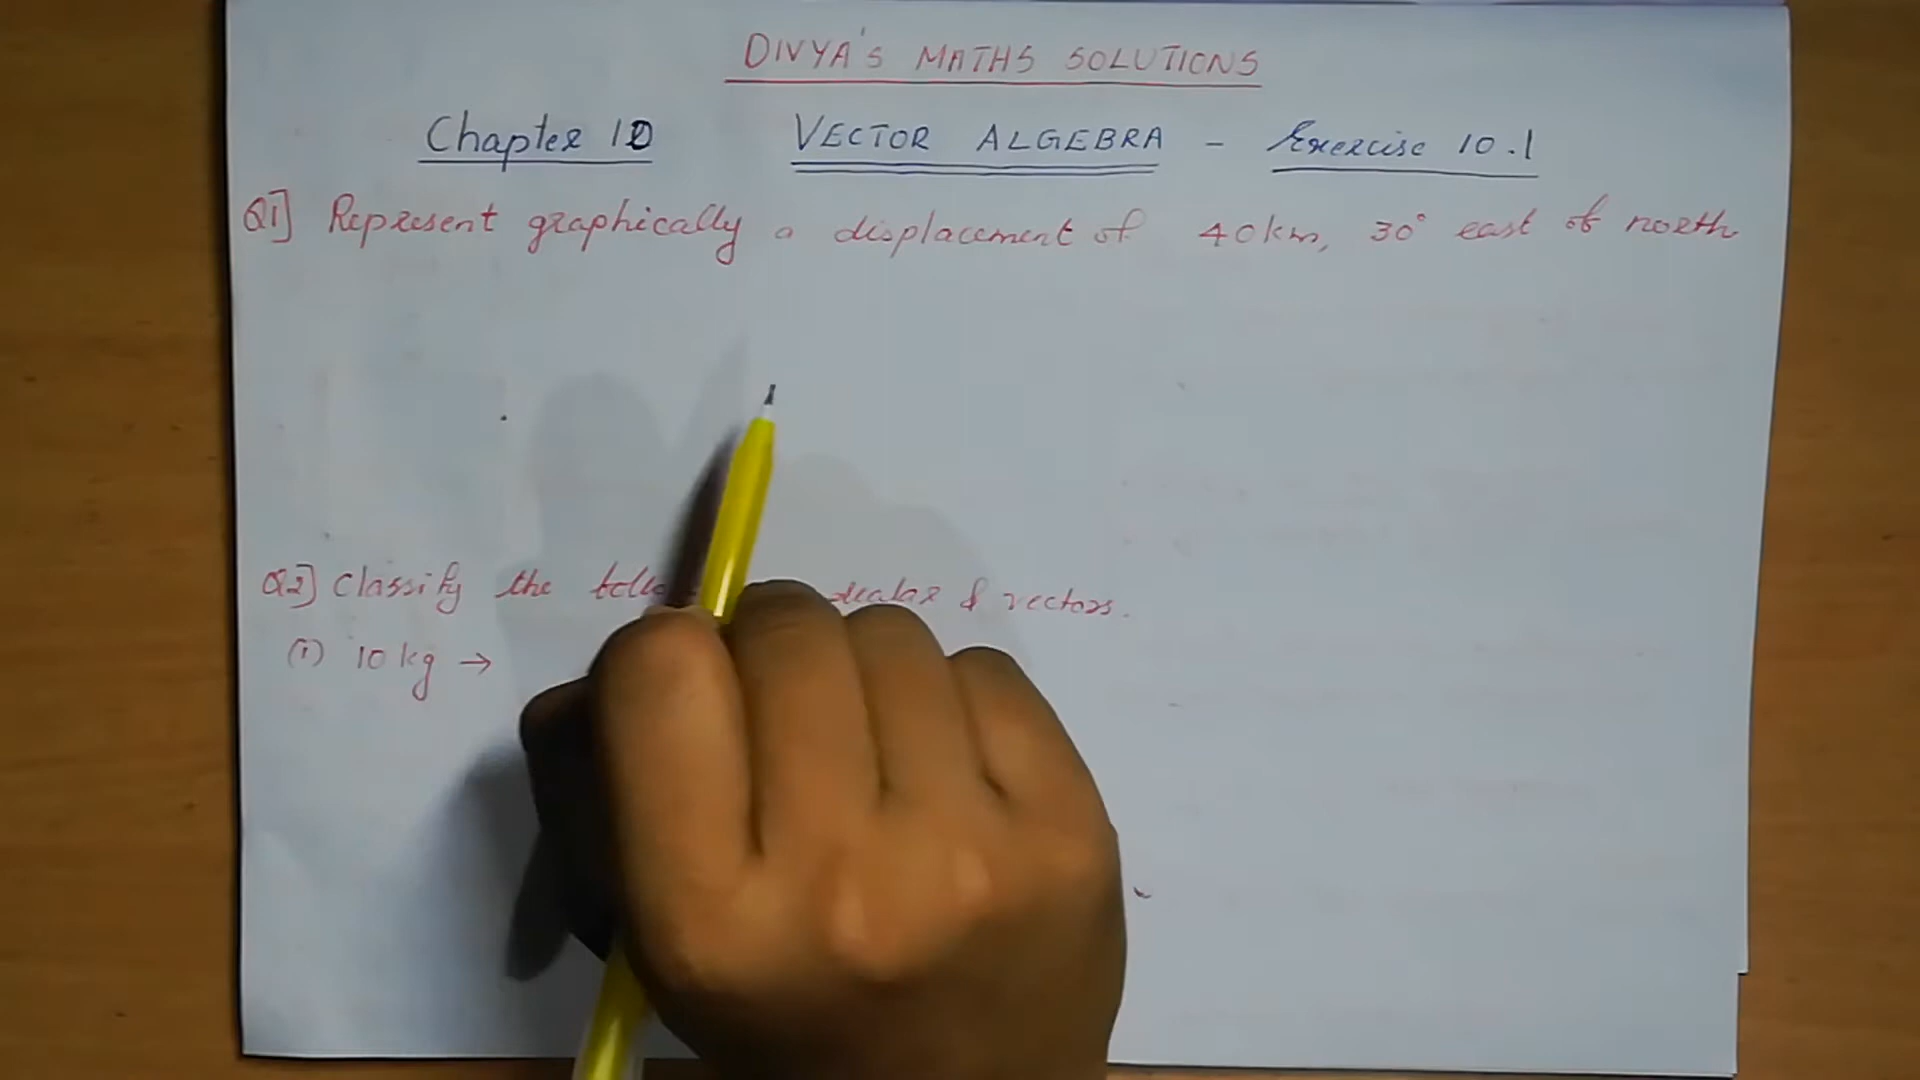 DIVYA'S MATHS SOLUTIONS
Chapter 10 VECTOR ALGEBRA - Exercise 10.1
Q1] Represent graphically a displacement of 40km, 30° east of north
Q2] Classify the scalar & vectors.
(1) 10 kg →